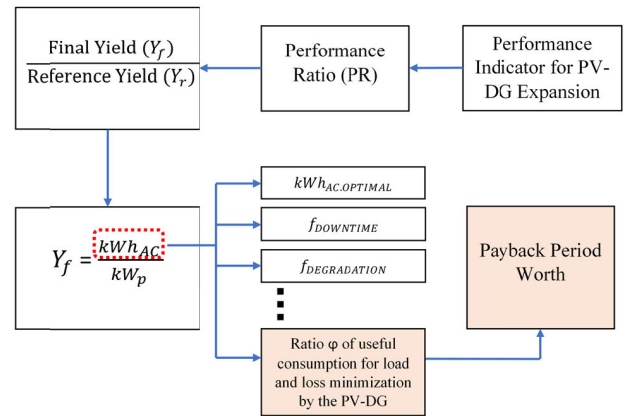 Final Yield (Y_f)
Reference Yield (Y_r)
Performance
Ratio (PR)
Performance
Indicator for PV-
DG Expansion
Y_f = kWh_AC
kW_p
kWh_AC.OPTIMAL
f_DOWNTIME
f_DEGRADATION
Ratio φ of useful
consumption for load
and loss minimization
by the PV-DG
Payback Period
Worth